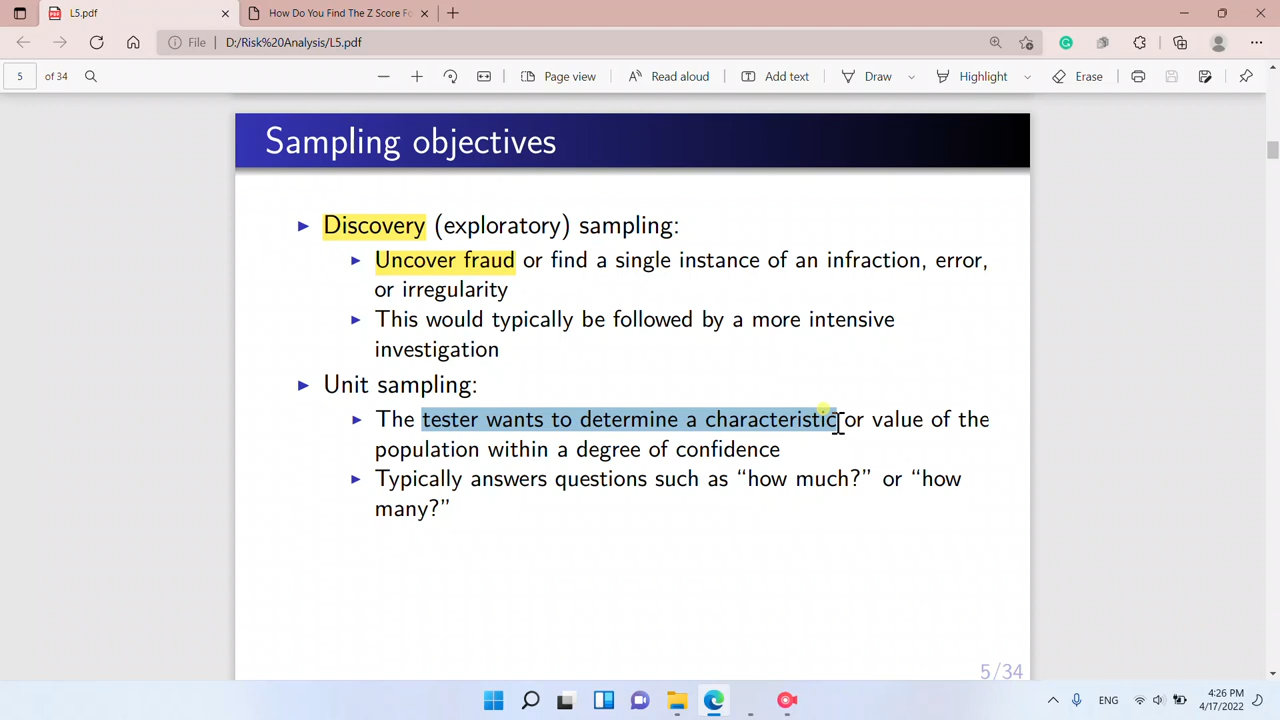 L5.pdf
How Do You Find The Z Score Fo
File
D:/Risk%20Analysis/L5.pdf
5 of 34
Page view
Read aloud
Add text
Draw
Highlight
Erase
Sampling objectives
Discovery (exploratory) sampling:
Uncover fraud or find a single instance of an infraction, error,
or irregularity
This would typically be followed by a more intensive
investigation
Unit sampling:
The tester wants to determine a characteristic or value of the
population within a degree of confidence
Typically answers questions such as “how much?” or “how
many?”
5/34
ENG
4:26 PM
4/17/2022